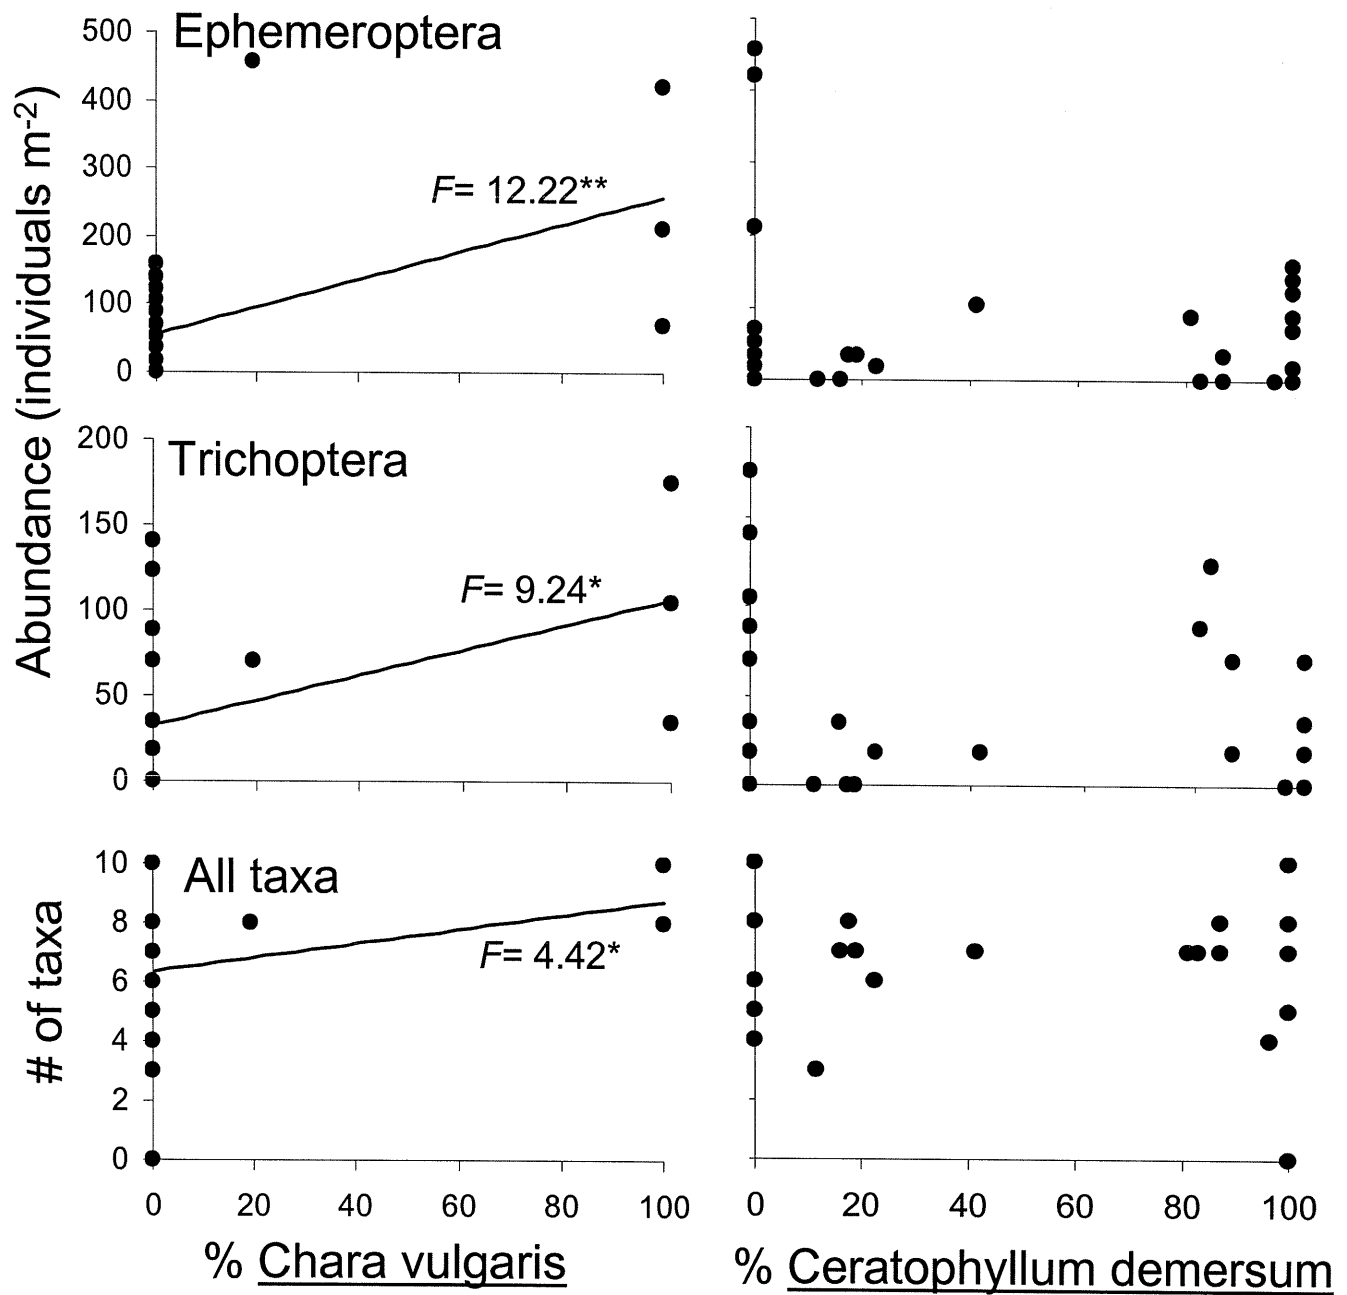 Abundance (individuals m-2)
Ephemeroptera
500
400
300
200
100
0
F= 12.22**
Trichoptera
200
150
100
50
0
F= 9.24*
# of taxa
All taxa
10
8
6
4
2
0
F= 4.42*
0 20 40 60 80 100
0 20 40 60 80 100
% Chara vulgaris
% Ceratophyllum demersum